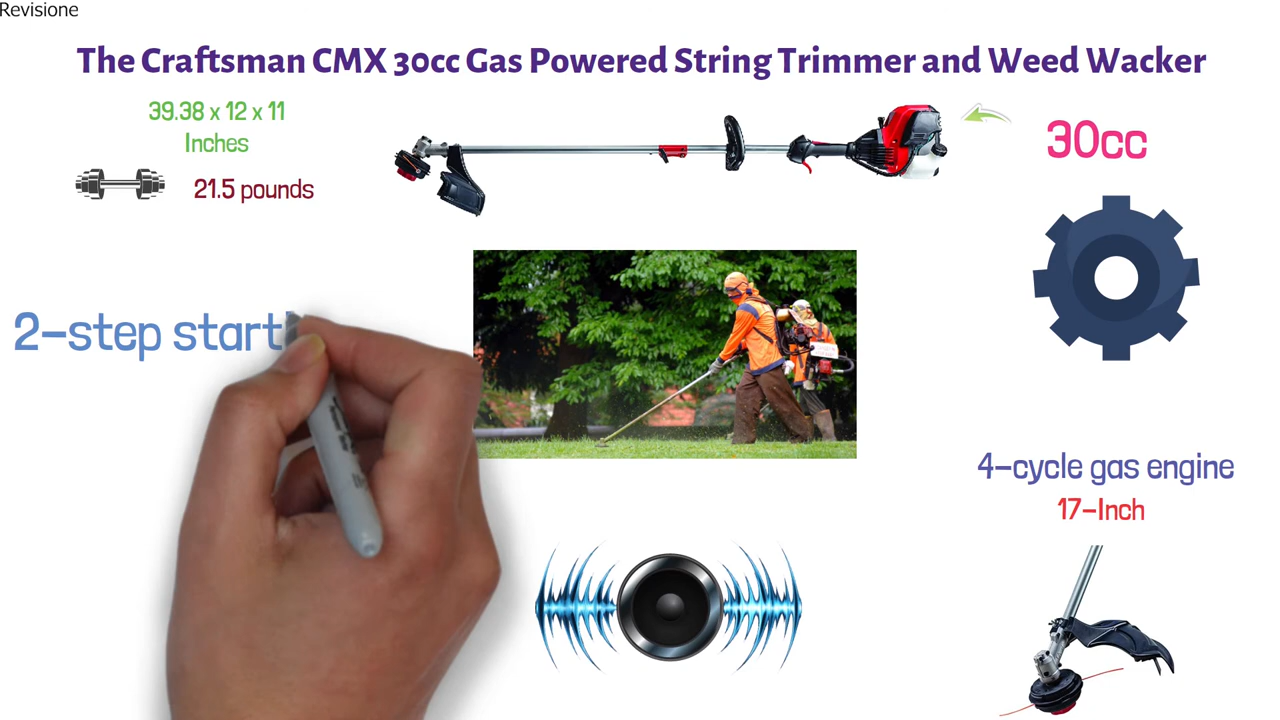 Revisione
The Craftsman CMX 30cc Gas Powered String Trimmer and Weed Wacker
39.38 x 12 x 11
Inches
21.5 pounds
30cc
2-step start
4-cycle gas engine
17-Inch